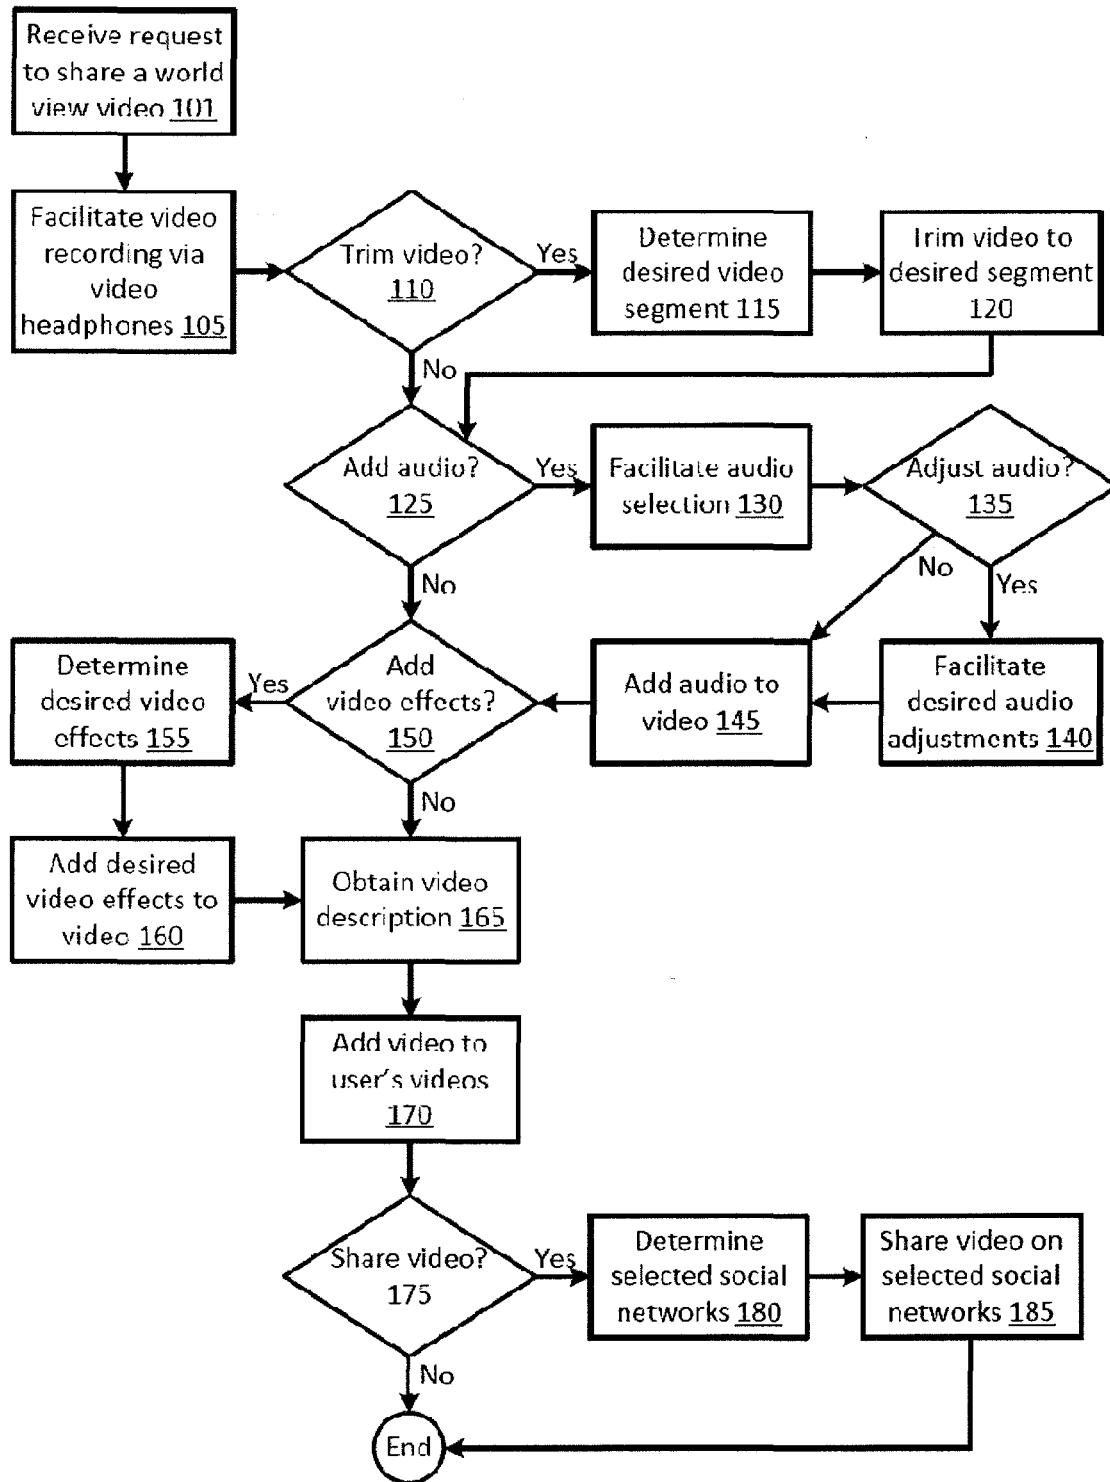 Receive request
to share a world
view video 101
Facilitate video
recording via
video
headphones 105
Trim video?
110
Yes
Determine
desired video
segment 115
Trim video to
desired segment
120
No
Add audio?
125
Yes
Facilitate audio
selection 130
Adjust audio?
135
No
Yes
No
Determine
desired video
effects 155
Yes
Add
video effects?
150
Add audio to
video 145
Facilitate
desired audio
adjustments 140
No
Add desired
video effects to
video 160
Obtain video
description 165
Add video to
user's videos
170
Share video?
175
Yes
Determine
selected social
networks 180
Share video on
selected social
networks 185
No
End